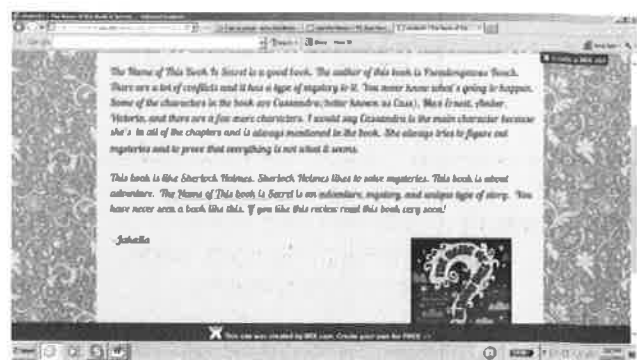 The Name of This Book Is Secret is a good book. The author of this book is Pseudonymous Bosch.
There are a lot of conflicts and it has a type of mystery to it. You never know what's going to happen.
Some of the characters in the book are Cassandra( better known as Cass), Max-Ernest, Amber,
Victoria, and there are a few more characters. I would say Cassandra is the main character because
she's in all of the chapters and is always mentioned in the book. She always tries to figure out
mysteries and to prove that everything is not what it seems.
This book is like Sherlock Holmes. Sherlock Holmes likes to solve mysteries. This book is about
adventure. The Name of This book is Secret is an adventure, mystery, and unique type of story. You
have never seen a book like this. If you like this review read this book very soon!
This site was created by WIX.com. Create your own for FREE >>